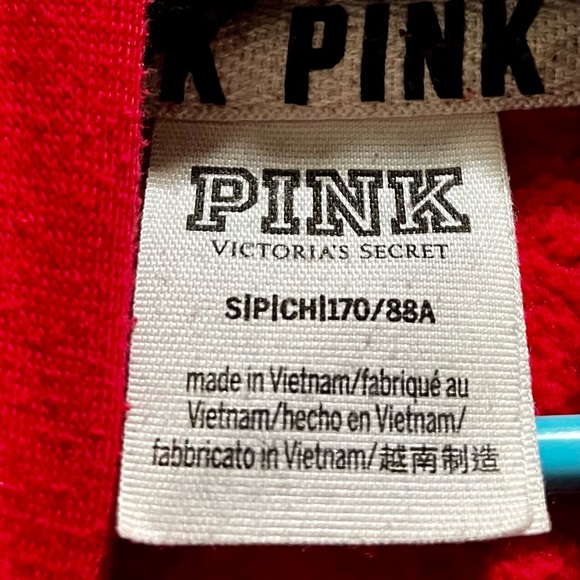 K PINK
PINK
VICTORIA'S SECRET
S|P|CH|170/88A
made in Vietnam/fabriqué au
Vietnam/hecho en Vietnam/
fabbricato in Vietnam/越南制造